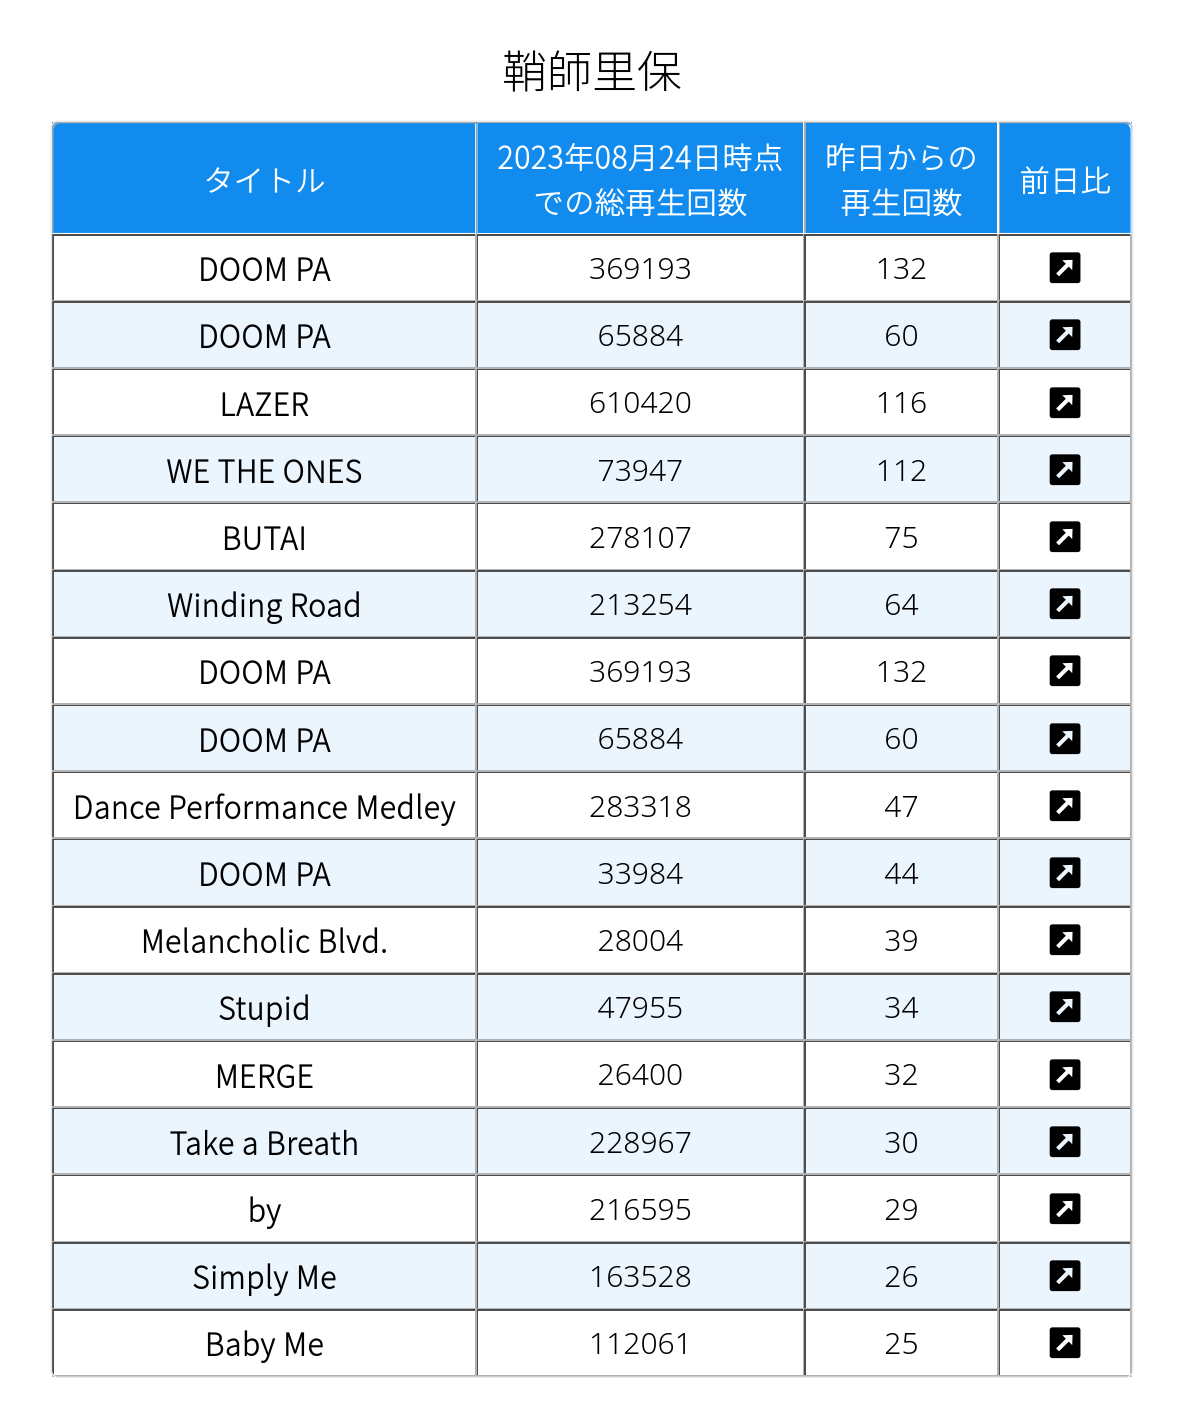 鞘師里保
タイトル
2023年08月24日時点
での総再生回数
昨日からの
再生回数
前日比
DOOM PA 369193 132
DOOM PA 65884 60
LAZER 610420 116
WE THE ONES 73947 112
BUTAI 278107 75
Winding Road 213254 64
DOOM PA 369193 132
DOOM PA 65884 60
Dance Performance Medley 283318 47
DOOM PA 33984 44
Melancholic Blvd. 28004 39
Stupid 47955 34
MERGE 26400 32
Take a Breath 228967 30
by 216595 29
Simply Me 163528 26
Baby Me 112061 25